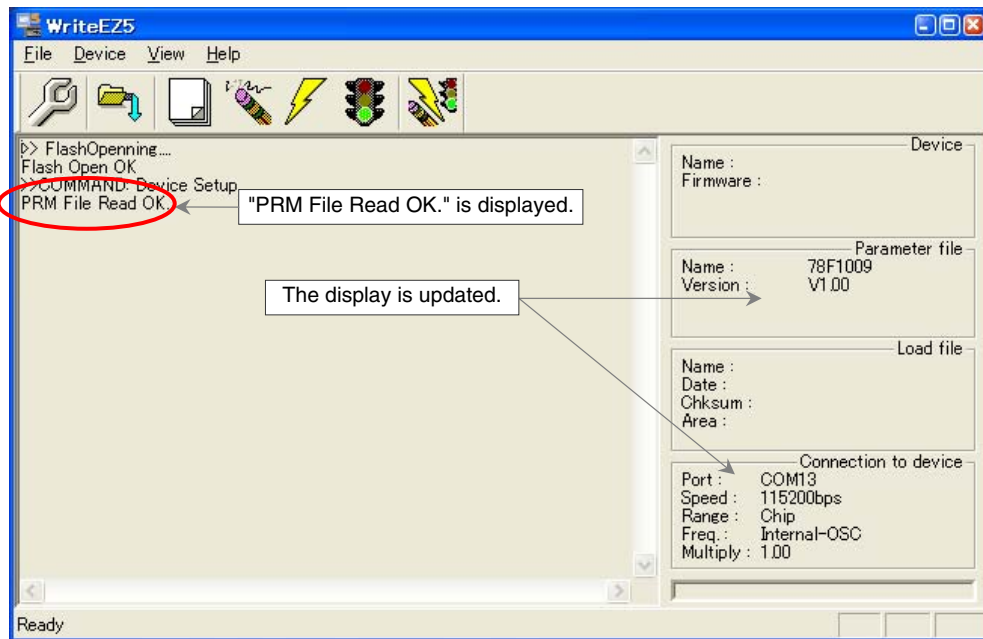 WriteEZ5
File Device View Help
>> FlashOpenning....
Flash Open OK
>>COMMAND: Device Setup
PRM File Read OK.
"PRM File Read OK." is displayed.
The display is updated.
Device
Name :
Firmware :
Parameter file
Name : 78F1009
Version : V1.00
Load file
Name :
Date :
Chksum :
Area :
Connection to device
Port : COM13
Speed : 115200bps
Range : Chip
Freq. : Internal-OSC
Multiply : 1.00
Ready